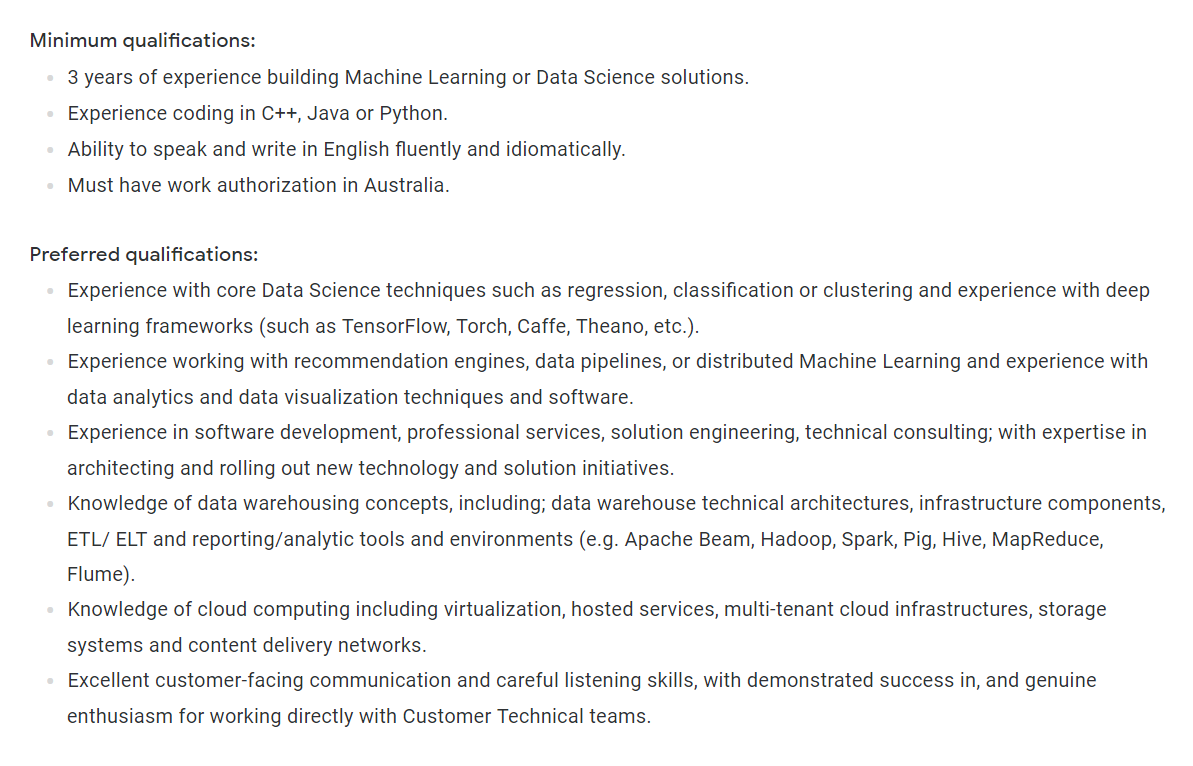 Minimum qualifications:
3 years of experience building Machine Learning or Data Science solutions.
Experience coding in C++, Java or Python.
Ability to speak and write in English fluently and idiomatically.
Must have work authorization in Australia.
Preferred qualifications:
Experience with core Data Science techniques such as regression, classification or clustering and experience with deep
learning frameworks (such as TensorFlow, Torch, Caffe, Theano, etc.).
Experience working with recommendation engines, data pipelines, or distributed Machine Learning and experience with
data analytics and data visualization techniques and software.
Experience in software development, professional services, solution engineering, technical consulting; with expertise in
architecting and rolling out new technology and solution initiatives.
Knowledge of data warehousing concepts, including; data warehouse technical architectures, infrastructure components,
ETL/ ELT and reporting/analytic tools and environments (e.g. Apache Beam, Hadoop, Spark, Pig, Hive, MapReduce,
Flume).
Knowledge of cloud computing including virtualization, hosted services, multi-tenant cloud infrastructures, storage
systems and content delivery networks.
Excellent customer-facing communication and careful listening skills, with demonstrated success in, and genuine
enthusiasm for working directly with Customer Technical teams.